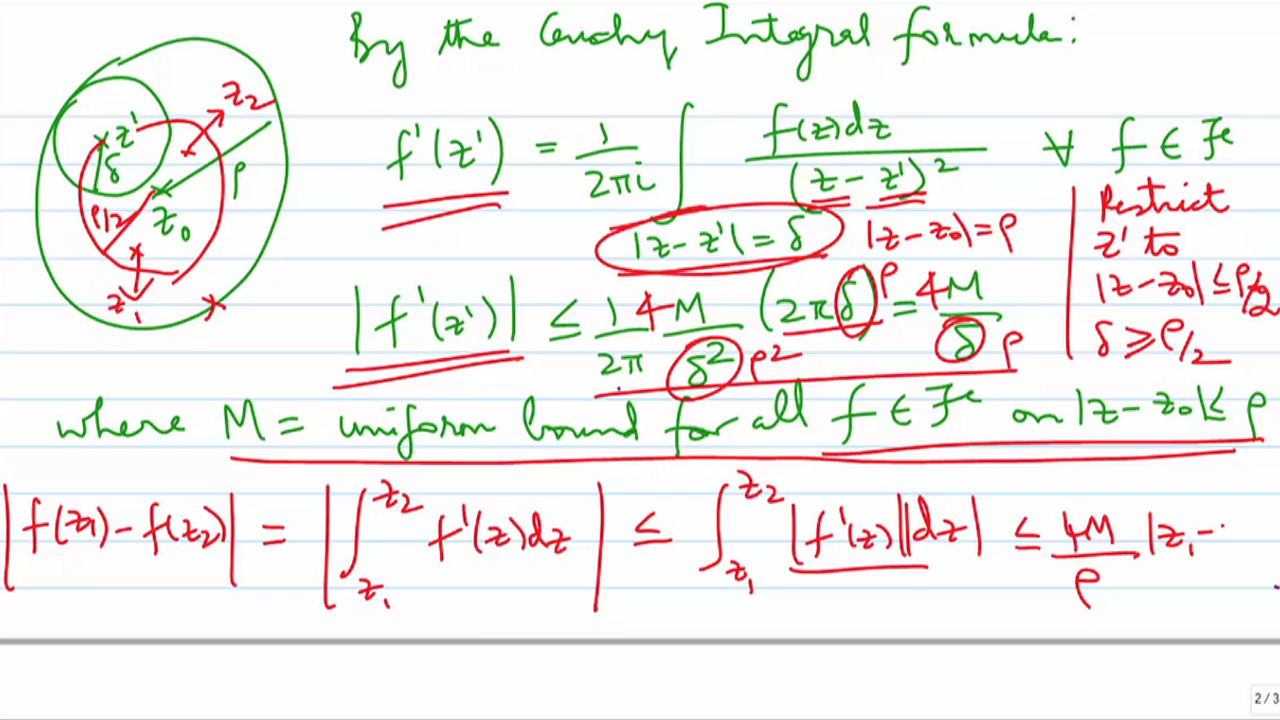 By the Cauchy Integral formula:
f'(z') = 1/2πi ∫ f(z)dz/(z - z')² ∀ f ∈ ℱ
|z - z'| = δ |z - z₀| = ρ
Restrict
z' to
|z - z₀| ≤ ρ/2
δ ≥ ρ/2
|f'(z')| ≤ 1/2π 4M/δ² ρ² (2πδ) ρ = 4M/δ ρ
where M = uniform bound for all f ∈ ℱ on |z - z₀| ≤ ρ
|f(z₁) - f(z₂)| = |∫_{z₁}^{z₂} f'(z)dz| ≤ ∫_{z₁}^{z₂} |f'(z)||dz| ≤ 4M/ρ |z₁ -
z₂
z'
δ
ρ
ρ/2
z₀
z₁
2 / 3